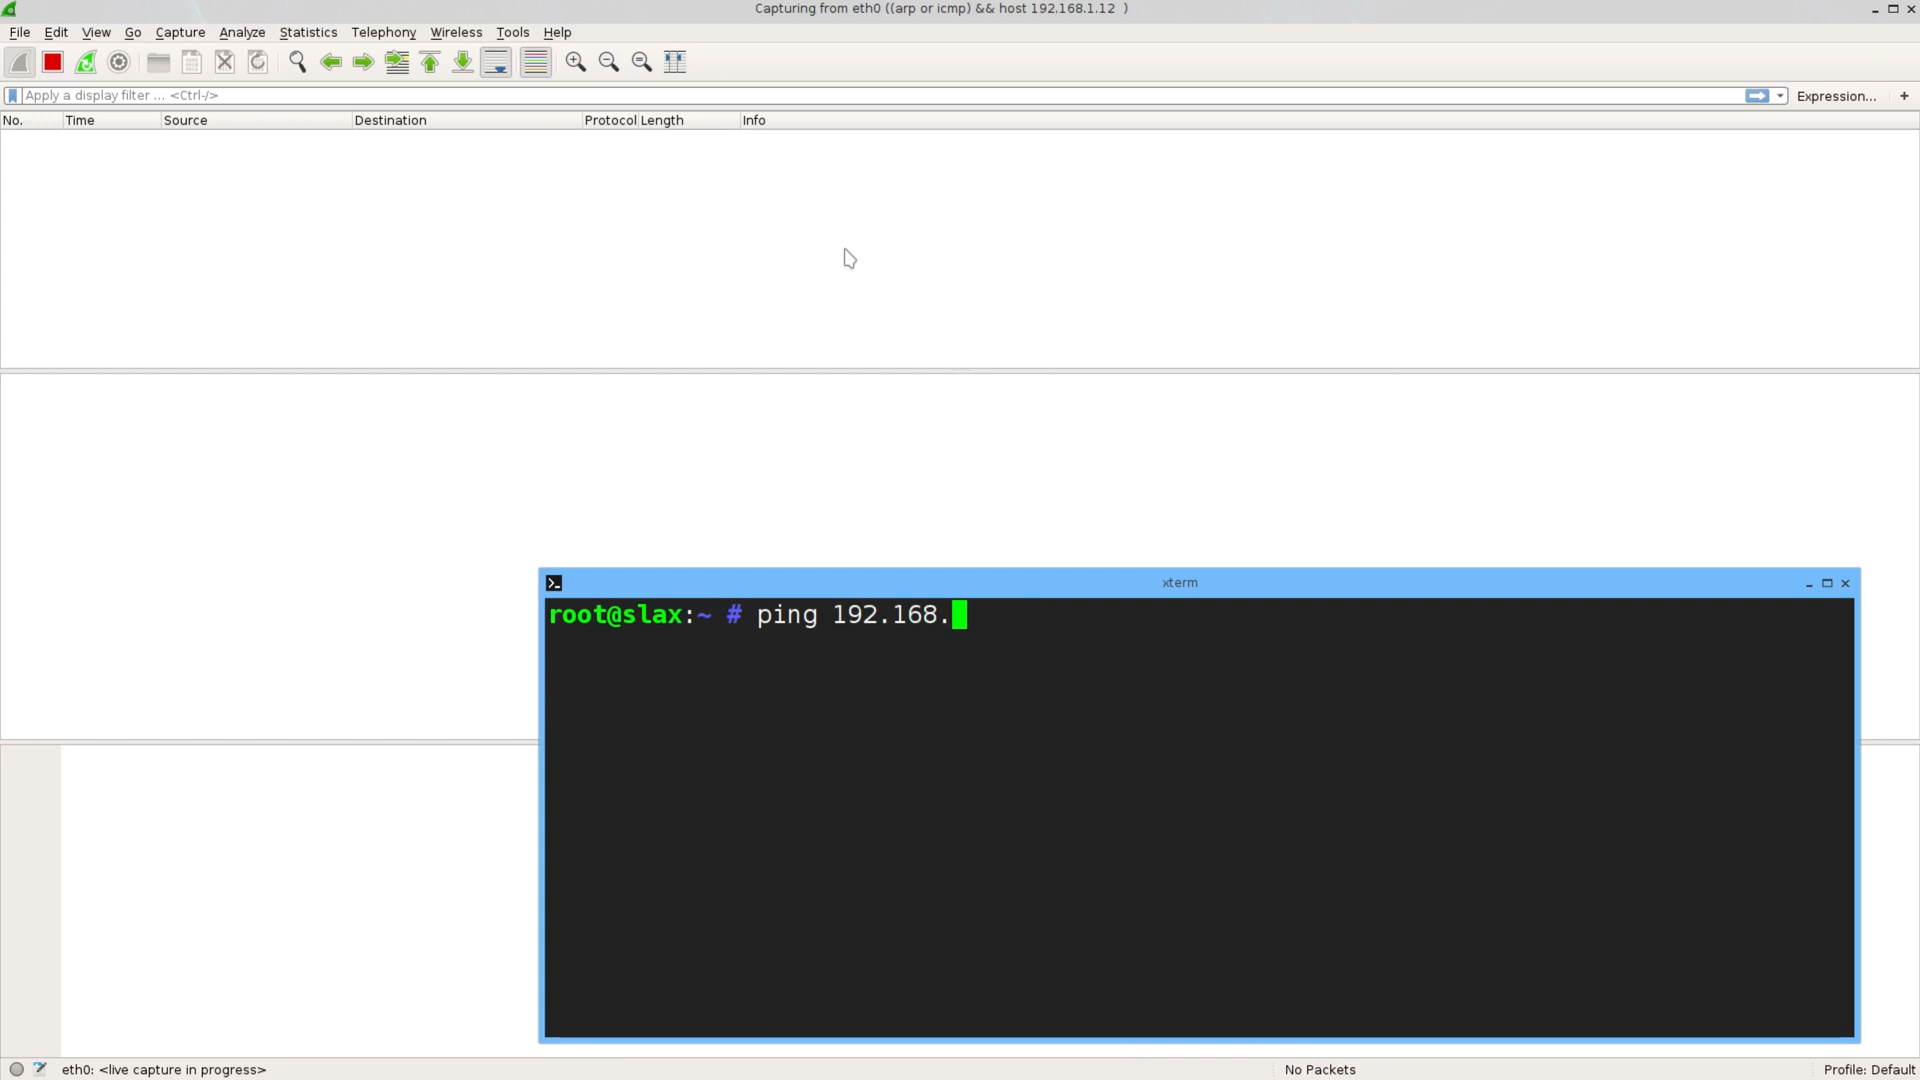 Capturing from eth0 ((arp or icmp) && host 192.168.1.12  )
File Edit View Go Capture Analyze Statistics Telephony Wireless Tools Help
Apply a display filter ... <Ctrl-/>
Expression... +
No. Time Source Destination Protocol Length Info
xterm
root@slax:~ # ping 192.168.
eth0: <live capture in progress>
No Packets
Profile: Default